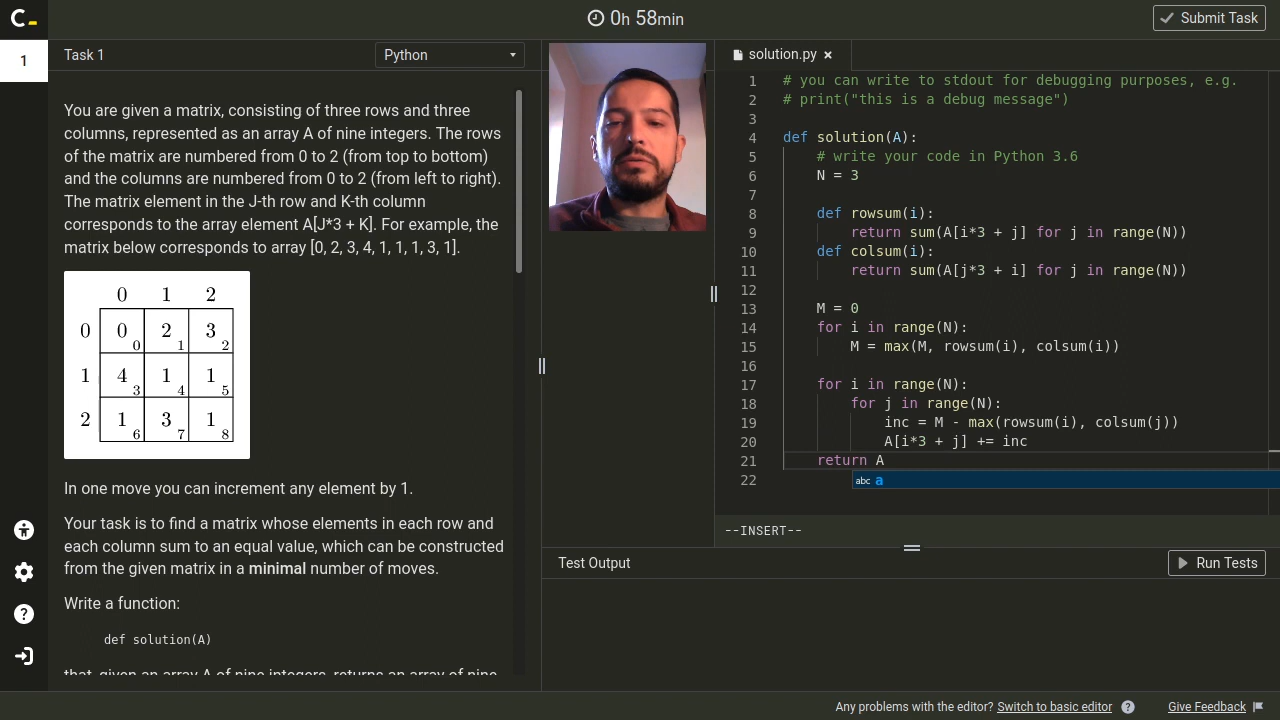 C_
0h 58min
Submit Task
1
Task 1
Python
You are given a matrix, consisting of three rows and three
columns, represented as an array A of nine integers. The rows
of the matrix are numbered from 0 to 2 (from top to bottom)
and the columns are numbered from 0 to 2 (from left to right).
The matrix element in the J-th row and K-th column
corresponds to the array element A[J*3 + K]. For example, the
matrix below corresponds to array [0, 2, 3, 4, 1, 1, 1, 3, 1].
0 1 2
0 0 0 2 1 3 2
1 4 3 1 4 1 5
2 1 6 3 7 1 8
In one move you can increment any element by 1.
Your task is to find a matrix whose elements in each row and
each column sum to an equal value, which can be constructed
from the given matrix in a minimal number of moves.
Write a function:
def solution(A)
that, given an array A of nine integers, returns an array of nine
solution.py
1 # you can write to stdout for debugging purposes, e.g.
2 # print("this is a debug message")
3
4 def solution(A):
5 # write your code in Python 3.6
6 N = 3
7
8 def rowsum(i):
9 return sum(A[i*3 + j] for j in range(N))
10 def colsum(i):
11 return sum(A[j*3 + i] for j in range(N))
12
13 M = 0
14 for i in range(N):
15 M = max(M, rowsum(i), colsum(i))
16
17 for i in range(N):
18 for j in range(N):
19 inc = M - max(rowsum(i), colsum(j))
20 A[i*3 + j] += inc
21 return A
22
abc a
--INSERT--
Test Output
Run Tests
Any problems with the editor? Switch to basic editor ?
Give Feedback